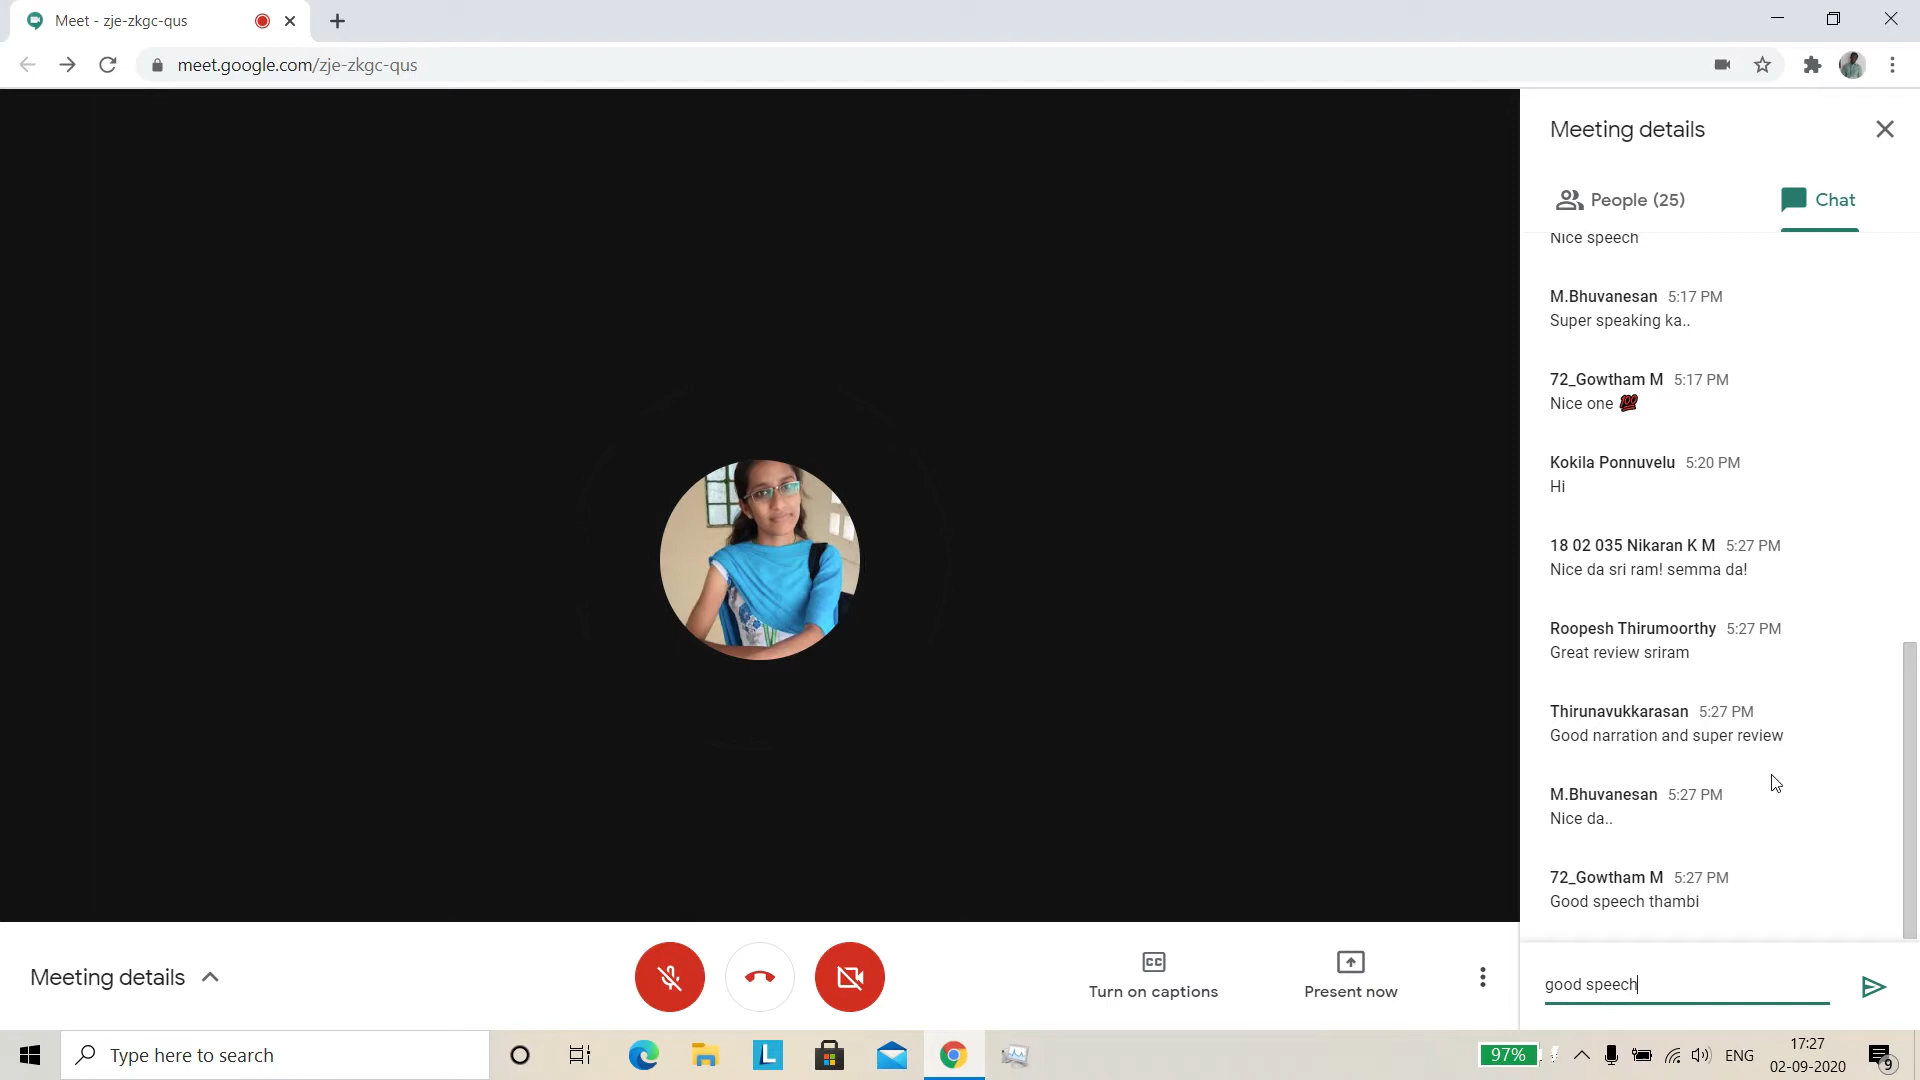 Meet - zje-zkgc-qus
meet.google.com/zje-zkgc-qus
Meeting details
People (25)
Chat
Nice speech
M.Bhuvanesan 5:17 PM
Super speaking ka..
72_Gowtham M 5:17 PM
Nice one 💯
Kokila Ponnuvelu 5:20 PM
Hi
18 02 035 Nikaran K M 5:27 PM
Nice da sri ram! semma da!
Roopesh Thirumoorthy 5:27 PM
Great review sriram
Thirunavukkarasan 5:27 PM
Good narration and super review
M.Bhuvanesan 5:27 PM
Nice da..
72_Gowtham M 5:27 PM
Good speech thambi
good speech
Meeting details
CC
Turn on captions
Present now
Type here to search
L
97%
ENG
17:27
02-09-2020
9